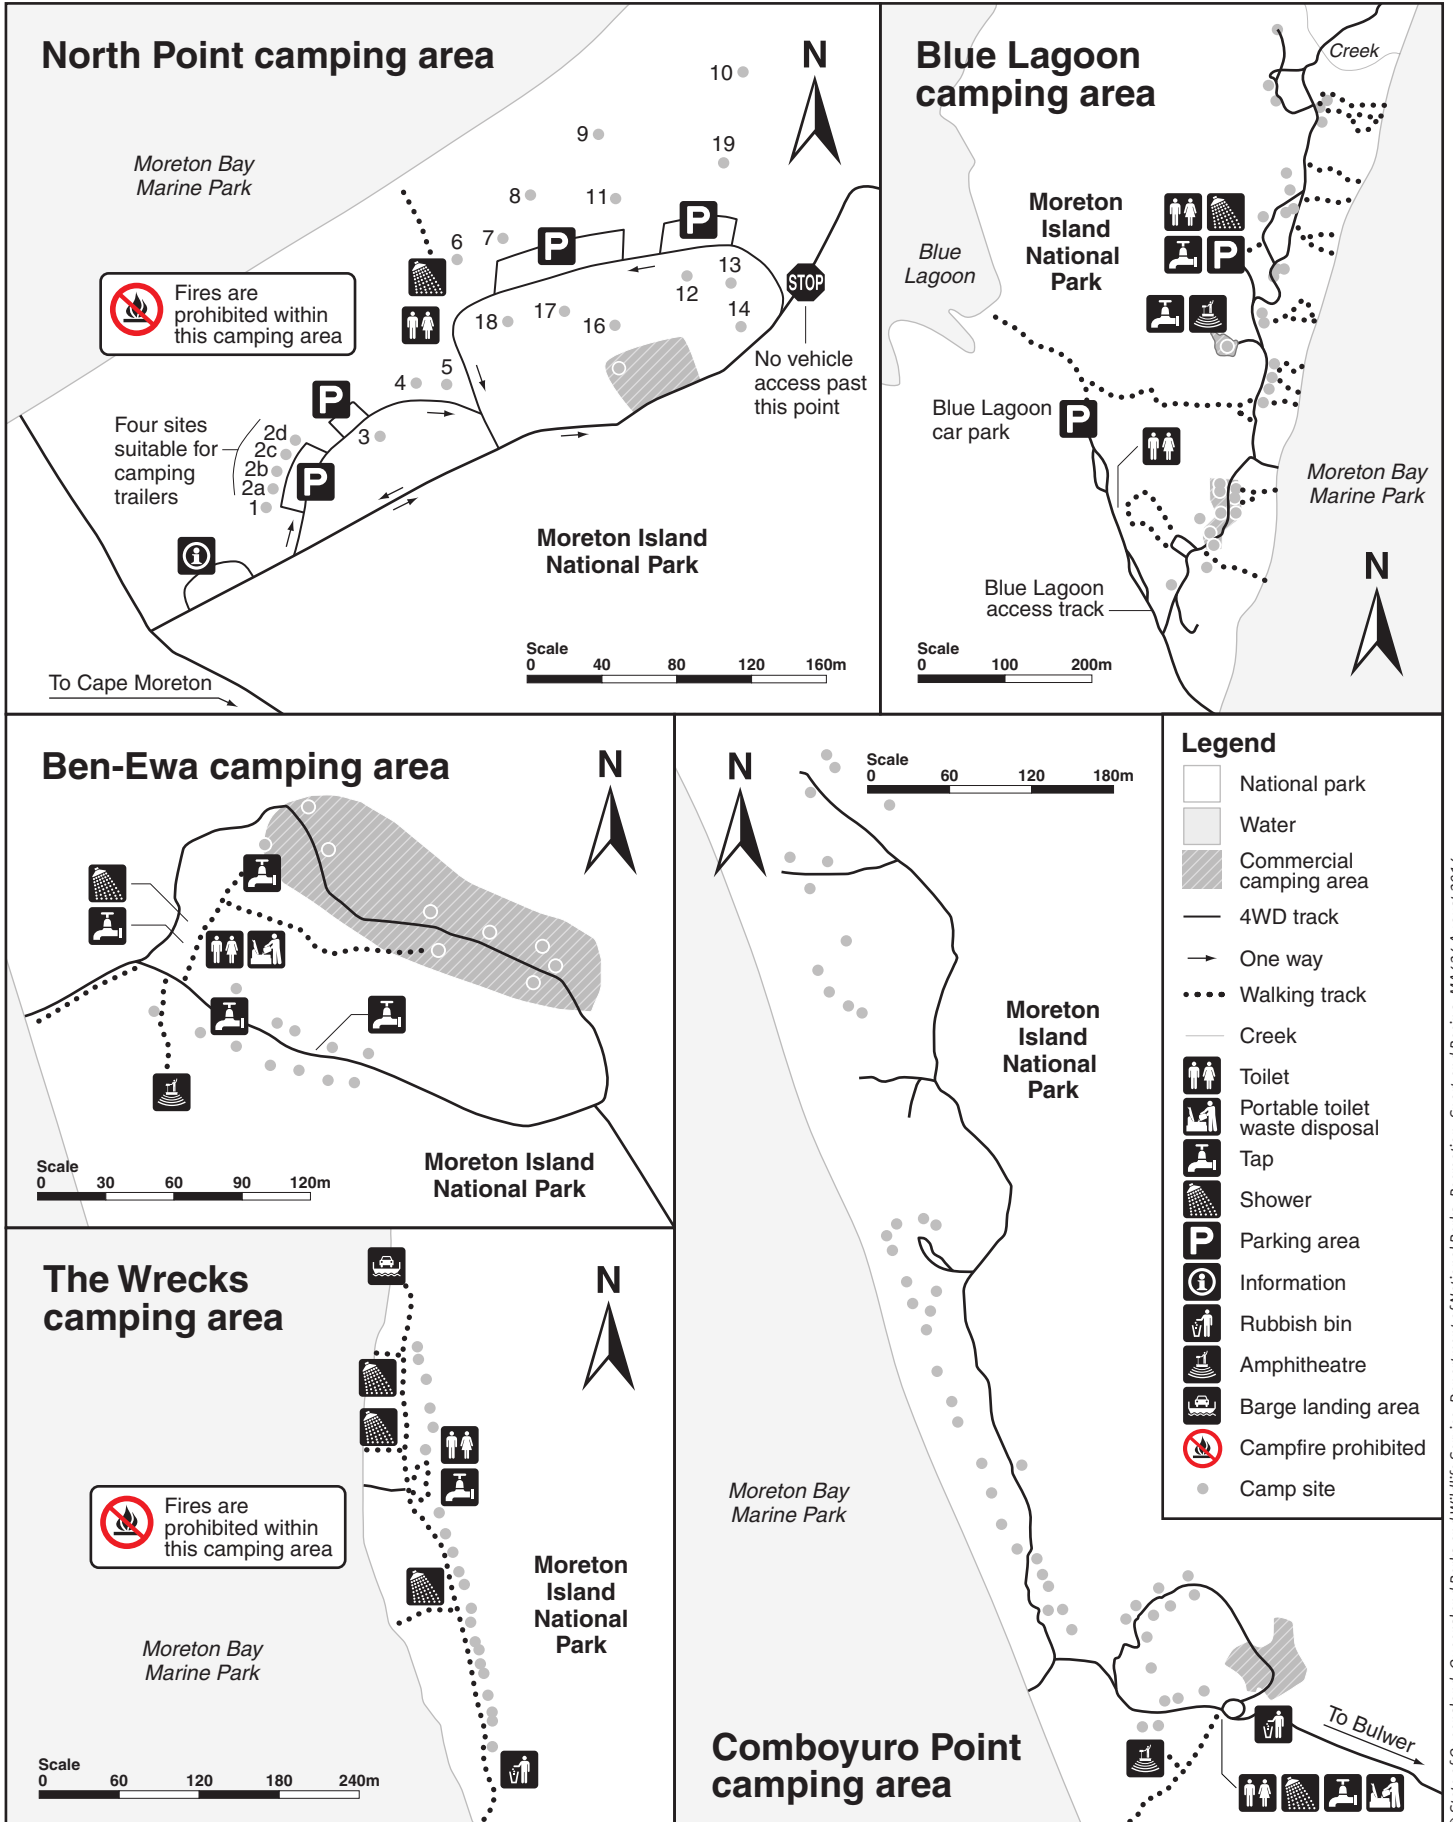 North Point camping area
Moreton Bay
Marine Park
N
10
9
19
8
11
6
7
P
P
STOP
13
12
14
18
17
16
Fires are
prohibited within
this camping area
No vehicle
access past
this point
4
5
P
3
Four sites
suitable for
camping
trailers
2d
2c
2b
2a
1
P
Moreton Island
National Park
To Cape Moreton
Scale
0 40 80 120 160m
Blue Lagoon
camping area
Creek
Moreton
Island
National
Park
P
Blue
Lagoon
Blue Lagoon
car park
P
Moreton Bay
Marine Park
Blue Lagoon
access track
N
Scale
0 100 200m
Ben-Ewa camping area
N
Moreton Island
National Park
Scale
0 30 60 90 120m
The Wrecks
camping area
N
Fires are
prohibited within
this camping area
Moreton
Island
National
Park
Moreton Bay
Marine Park
Scale
0 60 120 180 240m
N
Scale
0 60 120 180m
Moreton
Island
National
Park
Moreton Bay
Marine Park
Comboyuro Point
camping area
To Bulwer
Legend
National park
Water
Commercial
camping area
4WD track
One way
Walking track
Creek
Toilet
Portable toilet
waste disposal
Tap
Shower
P Parking area
Information
Rubbish bin
Amphitheatre
Barge landing area
Campfire prohibited
Camp site